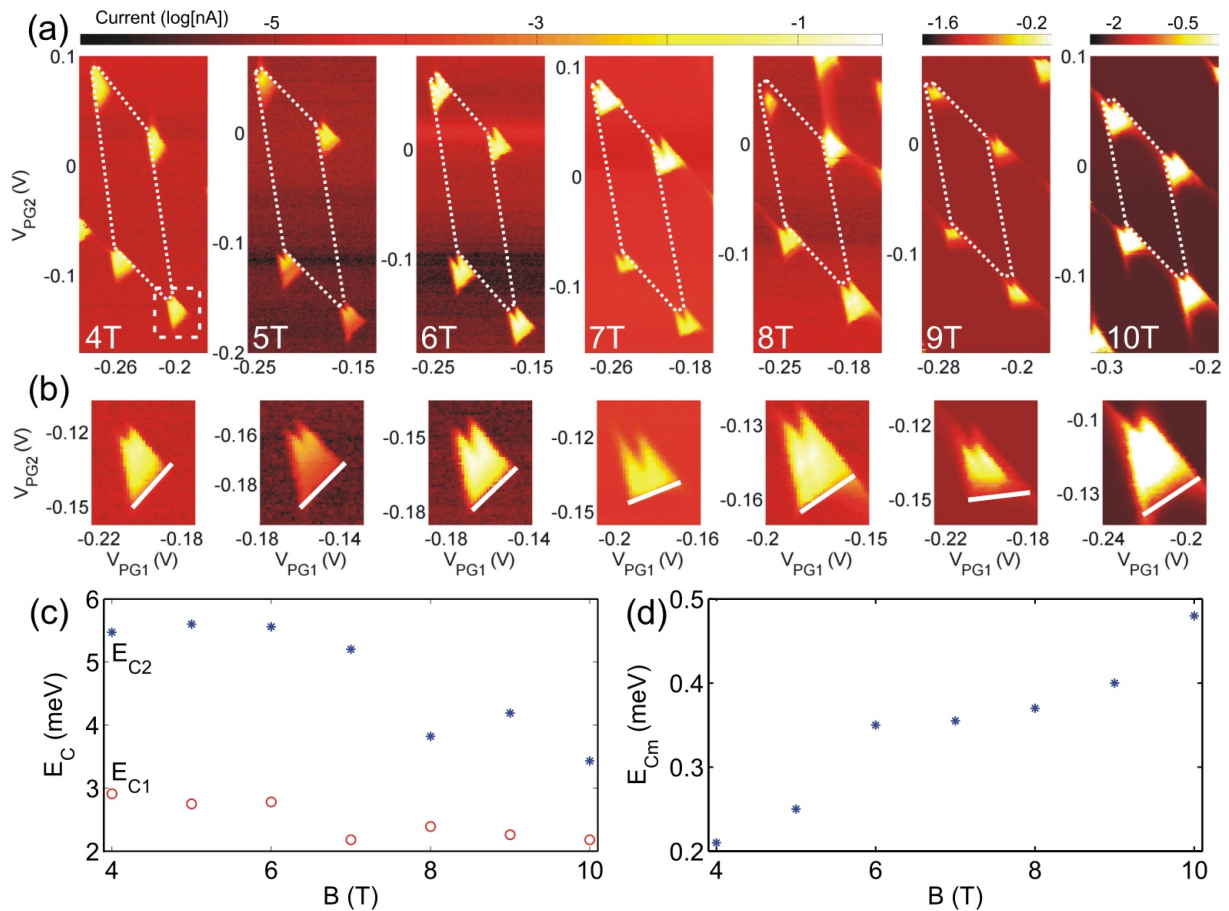 (a) Current (log[nA]) -5 -3 -1 -1.6 -0.2 -2 -0.5
V_PG2 (V)
0.1 0 -0.1
0 -0.1 -0.2
0 -0.1
0.1 0 -0.1
0 -0.1
0 -0.1
0.1 0 -0.1
4T 5T 6T 7T 8T 9T 10T
-0.26 -0.2 -0.25 -0.15 -0.25 -0.15 -0.26 -0.18 -0.25 -0.18 -0.28 -0.2 -0.3 -0.2
(b)
V_PG2 (V)
-0.12 -0.16 -0.15 -0.12 -0.13 -0.12 -0.1
-0.15 -0.18 -0.18 -0.15 -0.16 -0.15 -0.13
-0.22 -0.18 -0.18 -0.14 -0.18 -0.14 -0.2 -0.16 -0.2 -0.15 -0.22 -0.18 -0.24 -0.2
V_PG1 (V) V_PG1 (V) V_PG1 (V) V_PG1 (V) V_PG1 (V) V_PG1 (V) V_PG1 (V)
(c)
E_C (meV)
6
5
4
3
2
E_C2
E_C1
4 6 8 10
B (T)
(d)
E_Cm (meV)
0.5
0.4
0.3
0.2
4 6 8 10
B (T)